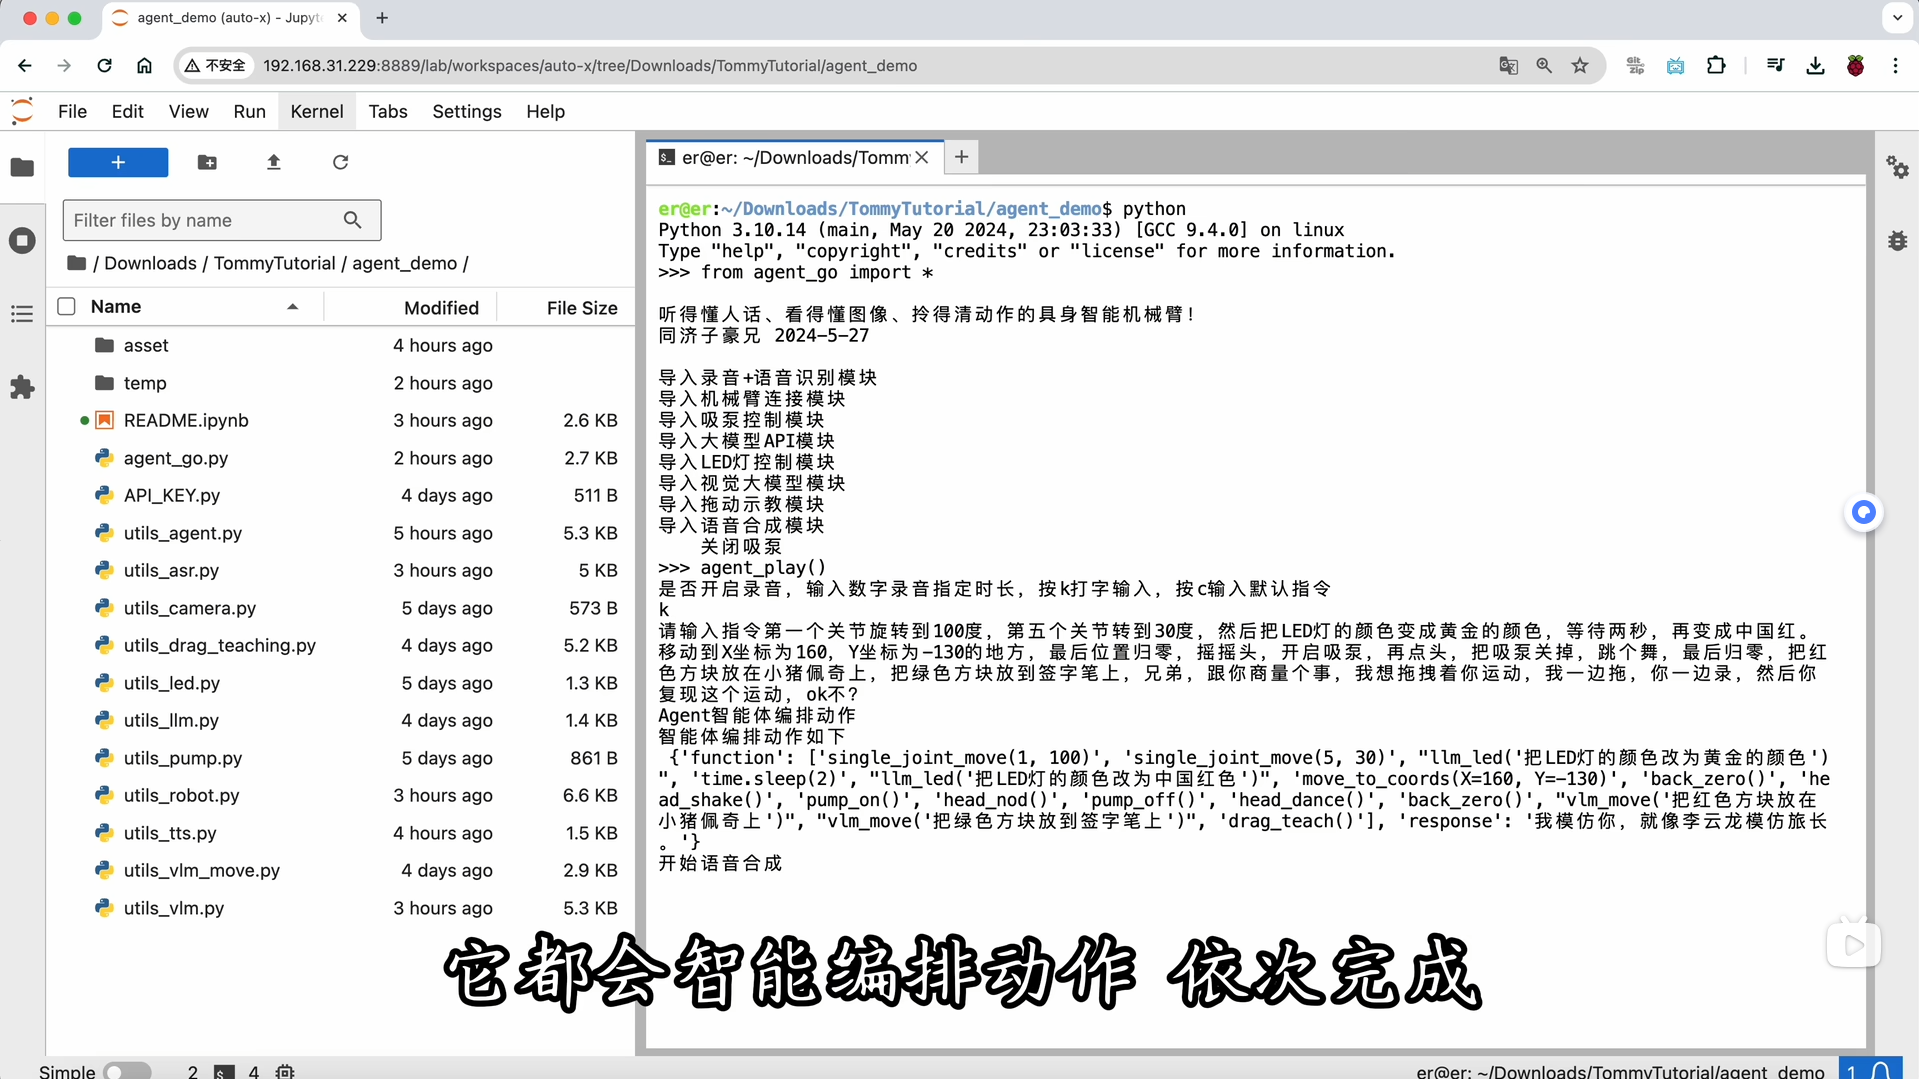 agent_demo (auto-x) - Jupyt
不安全 192.168.31.229:8889/lab/workspaces/auto-x/tree/Downloads/TommyTutorial/agent_demo
File Edit View Run Kernel Tabs Settings Help
Filter files by name
/ Downloads / TommyTutorial / agent_demo /
Name Modified File Size
asset 4 hours ago
temp 2 hours ago
README.ipynb 3 hours ago 2.6 KB
agent_go.py 2 hours ago 2.7 KB
API_KEY.py 4 days ago 511 B
utils_agent.py 5 hours ago 5.3 KB
utils_asr.py 3 hours ago 5 KB
utils_camera.py 5 days ago 573 B
utils_drag_teaching.py 4 days ago 5.2 KB
utils_led.py 5 days ago 1.3 KB
utils_llm.py 4 days ago 1.4 KB
utils_pump.py 5 days ago 861 B
utils_robot.py 3 hours ago 6.6 KB
utils_tts.py 4 hours ago 1.5 KB
utils_vlm_move.py 4 days ago 2.9 KB
utils_vlm.py 3 hours ago 5.3 KB
er@er: ~/Downloads/Tomm
er@er:~/Downloads/TommyTutorial/agent_demo$ python
Python 3.10.14 (main, May 20 2024, 23:03:33) [GCC 9.4.0] on linux
Type "help", "copyright", "credits" or "license" for more information.
>>> from agent_go import *
听得懂人话、看得懂图像、拎得清动作的具身智能机械臂！
同济子豪兄 2024-5-27
导入录音+语音识别模块
导入机械臂连接模块
导入吸泵控制模块
导入大模型API模块
导入LED灯控制模块
导入视觉大模型模块
导入拖动示教模块
导入语音合成模块
关闭吸泵
>>> agent_play()
是否开启录音，输入数字录音指定时长，按k打字输入，按c输入默认指令
k
请输入指令第一个关节旋转到100度，第五个关节转到30度，然后把LED灯的颜色变成黄金的颜色，等待两秒，再变成中国红。
移动到X坐标为160，Y坐标为-130的地方，最后位置归零，摇摇头，开启吸泵，再点头，把吸泵关掉，跳个舞，最后归零，把红
色方块放在小猪佩奇上，把绿色方块放到签字笔上，兄弟，跟你商量个事，我想拖拽着你运动，我一边拖，你一边录，然后你
复现这个运动，ok不？
Agent智能体编排动作
智能体编排动作如下
{'function': ['single_joint_move(1, 100)', 'single_joint_move(5, 30)', "llm_led('把LED灯的颜色改为黄金的颜色')
", 'time.sleep(2)', "llm_led('把LED灯的颜色改为中国红色')", 'move_to_coords(X=160, Y=-130)', 'back_zero()', 'he
ad_shake()', 'pump_on()', 'head_nod()', 'pump_off()', 'head_dance()', 'back_zero()', "vlm_move('把红色方块放在
小猪佩奇上')", "vlm_move('把绿色方块放到签字笔上')", 'drag_teach()'], 'response': '我模仿你，就像李云龙模仿旅长
。'}
开始语音合成
它都会智能编排动作 依次完成
Simple 2 4
er@er: ~/Downloads/TommyTutorial/agent_demo 1